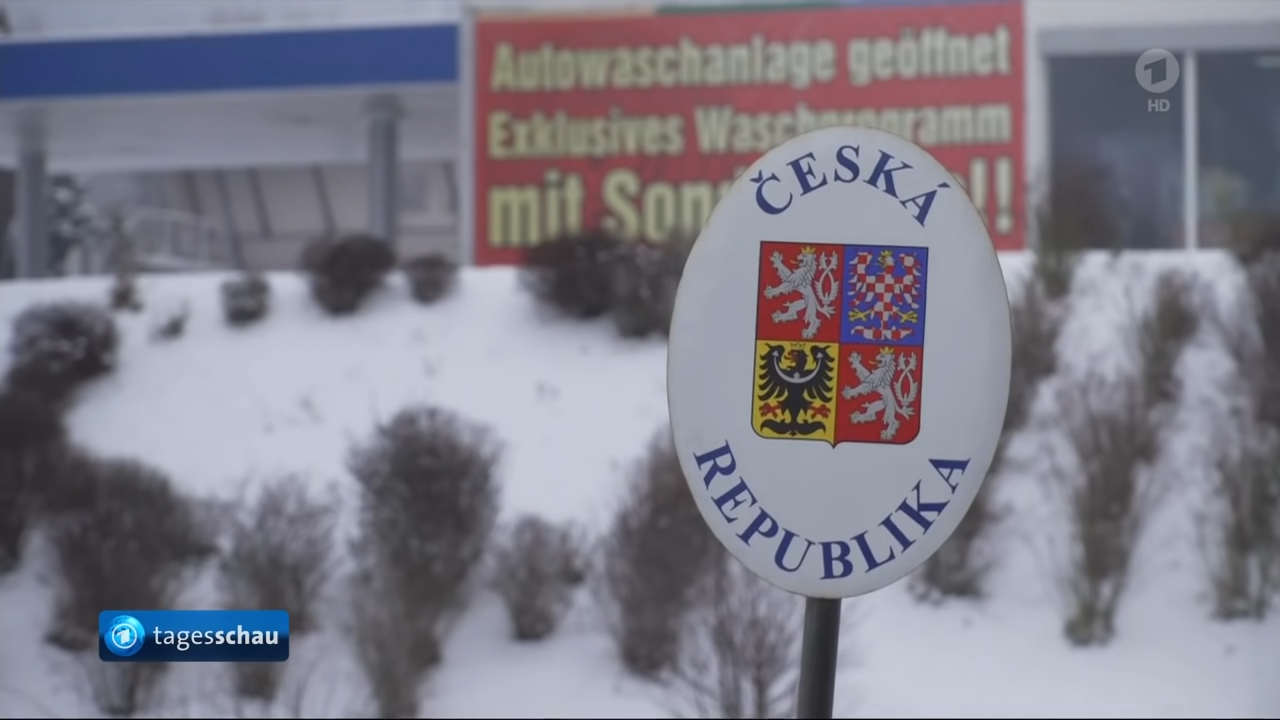 Autowaschanlage geöffnet
Exklusives Waschprogramm
mit
!!
HD
ČESKÁ
REPUBLIKA
tagesschau